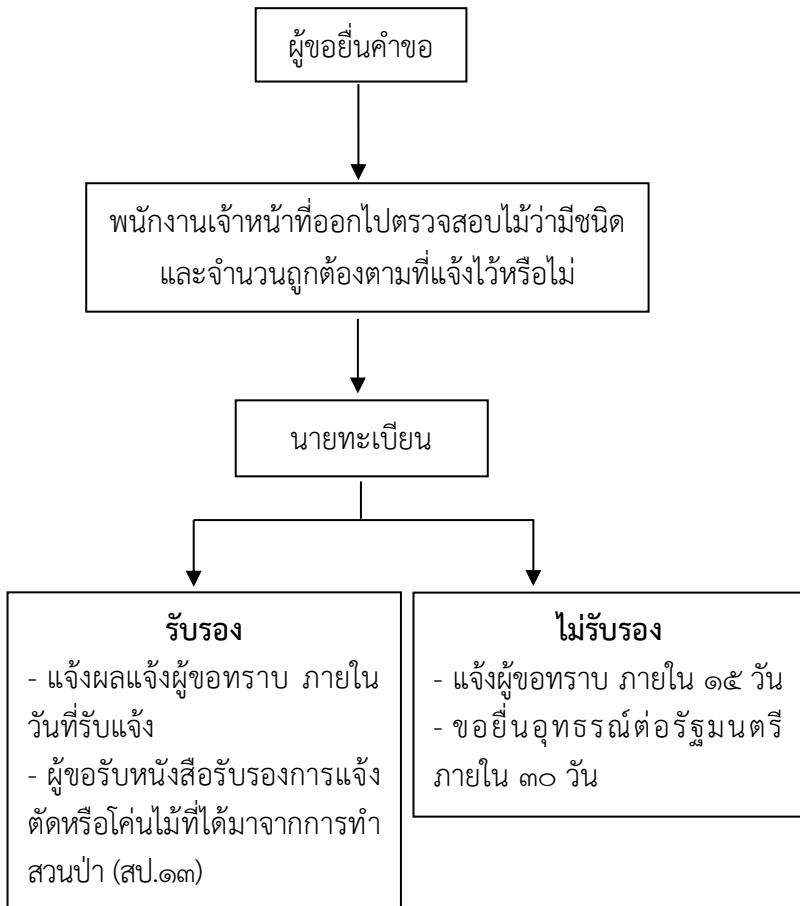 ผู้ขอยื่นคำขอ
พนักงานเจ้าหน้าที่ออกไปตรวจสอบไม้ว่ามีชนิด
และจำนวนถูกต้องตามที่แจ้งไว้หรือไม่
นายทะเบียน
รับรอง
- แจ้งผลแจ้งผู้ขอทราบ ภายใน
วันที่รับแจ้ง
- ผู้ขอรับหนังสือรับรองการแจ้ง
ตัดหรือโค่นไม้ที่ได้มาจากการทำ
สวนป่า (สป.๑๓)
ไม่รับรอง
- แจ้งผู้ขอทราบ ภายใน ๑๕ วัน
- ขอยื่นอุทธรณ์ต่อรัฐมนตรี
ภายใน ๓๐ วัน